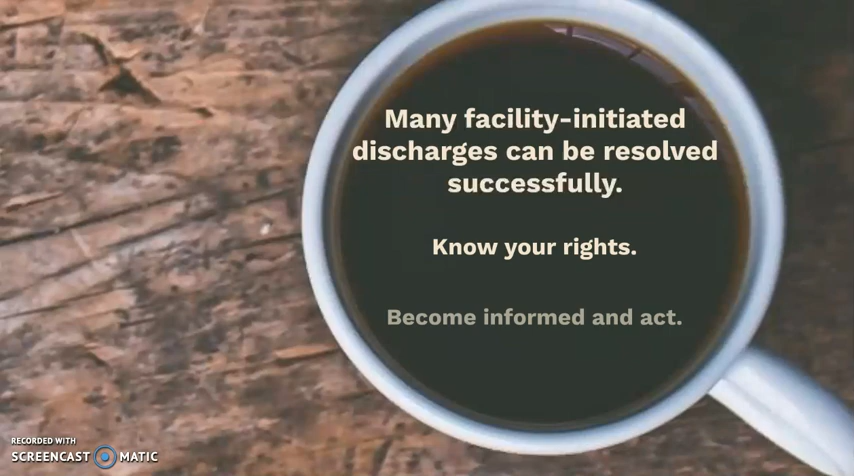 Many facility-initiated
discharges can be resolved
successfully.
Know your rights.
Become informed and act.
RECORDED WITH
SCREENCAST MATIC